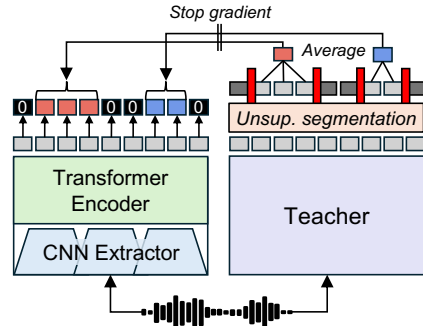 Stop gradient
Average
0 0 0 0
Unsup. segmentation
Transformer
Encoder
Teacher
CNN Extractor